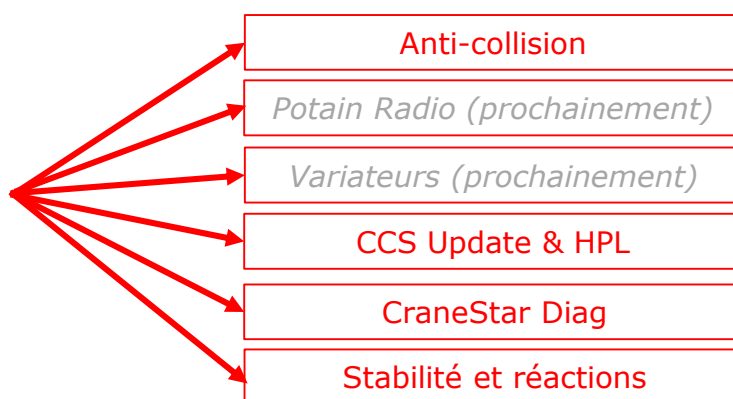 Anti-collision
Potain Radio (prochainement)
Variateurs (prochainement)
CCS Update & HPL
CraneStar Diag
Stabilité et réactions